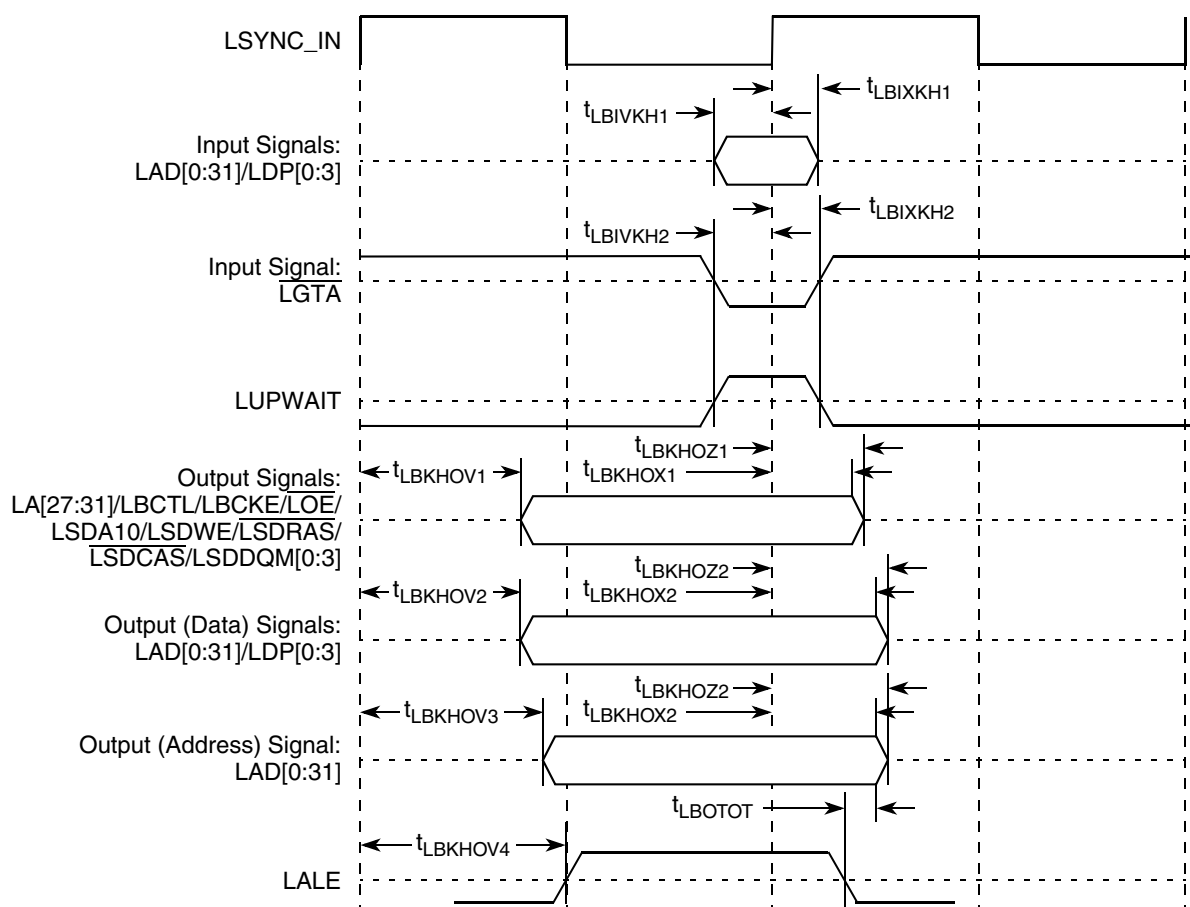 LSYNC_IN
tLBIXKH1
tLBIVKH1
Input Signals:
LAD[0:31]/LDP[0:3]
tLBIXKH2
tLBIVKH2
Input Signal:
LGTA
LUPWAIT
tLBKHOZ1
tLBKHOV1
tLBKHOX1
Output Signals:
LA[27:31]/LBCTL/LBCKE/LOE/
LSDA10/LSDWE/LSDRAS/
LSDCAS/LSDDQM[0:3]
tLBKHOZ2
tLBKHOV2
tLBKHOX2
Output (Data) Signals:
LAD[0:31]/LDP[0:3]
tLBKHOZ2
tLBKHOV3
tLBKHOX2
Output (Address) Signal:
LAD[0:31]
tLBOTOT
tLBKHOV4
LALE